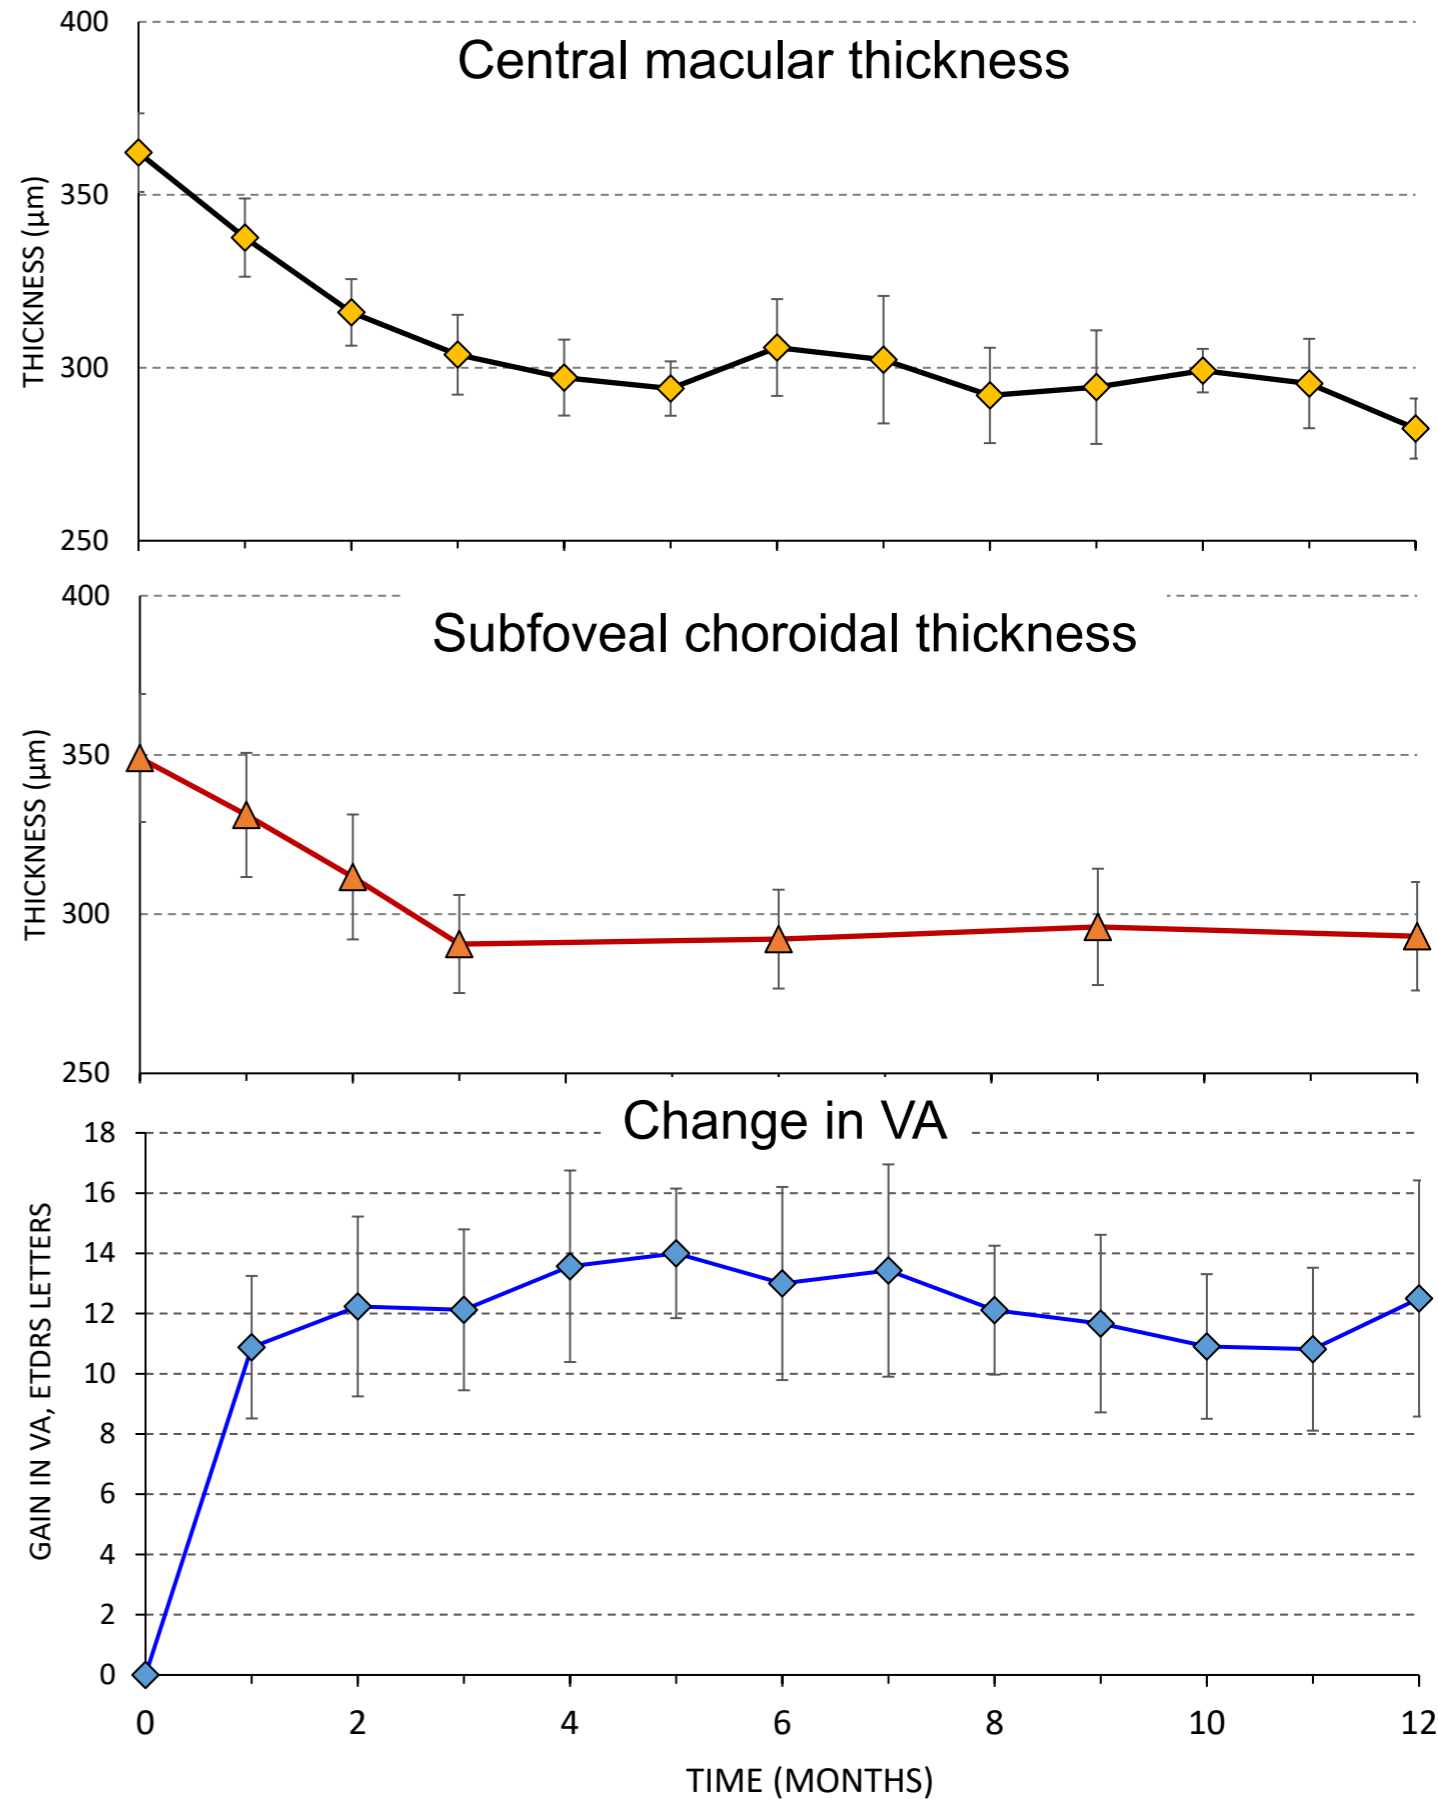 Central macular thickness
THICKNESS (µm)
400
350
300
250
Subfoveal choroidal thickness
THICKNESS (µm)
400
350
300
250
Change in VA
GAIN IN VA, ETDRS LETTERS
18
16
14
12
10
8
6
4
2
0
0 2 4 6 8 10 12
TIME (MONTHS)